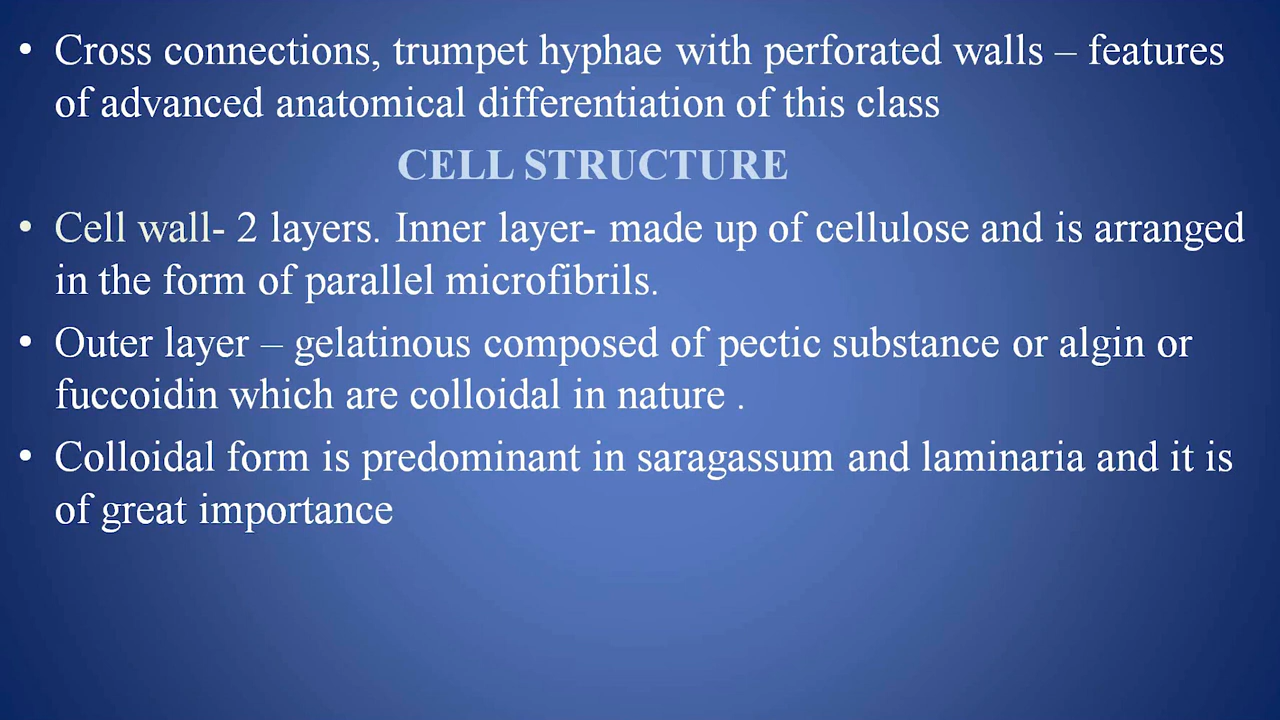 • Cross connections, trumpet hyphae with perforated walls – features
of advanced anatomical differentiation of this class
CELL STRUCTURE
• Cell wall- 2 layers. Inner layer- made up of cellulose and is arranged
in the form of parallel microfibrils.
• Outer layer – gelatinous composed of pectic substance or algin or
fuccoidin which are colloidal in nature .
• Colloidal form is predominant in saragassum and laminaria and it is
of great importance